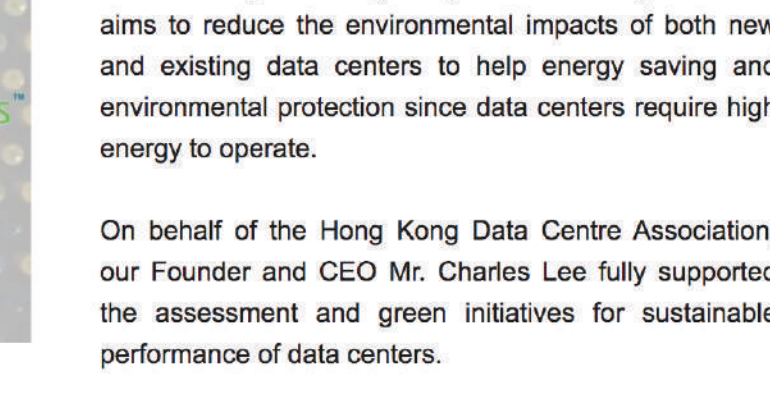 aims to reduce the environmental impacts of both new
and existing data centers to help energy saving and
s™
environmental protection since data centers require high
energy to operate.
On behalf of the Hong Kong Data Centre Association
our Founder and CEO Mr. Charles Lee fully supported
the assessment and green initiatives for sustainable
performance of data centers.